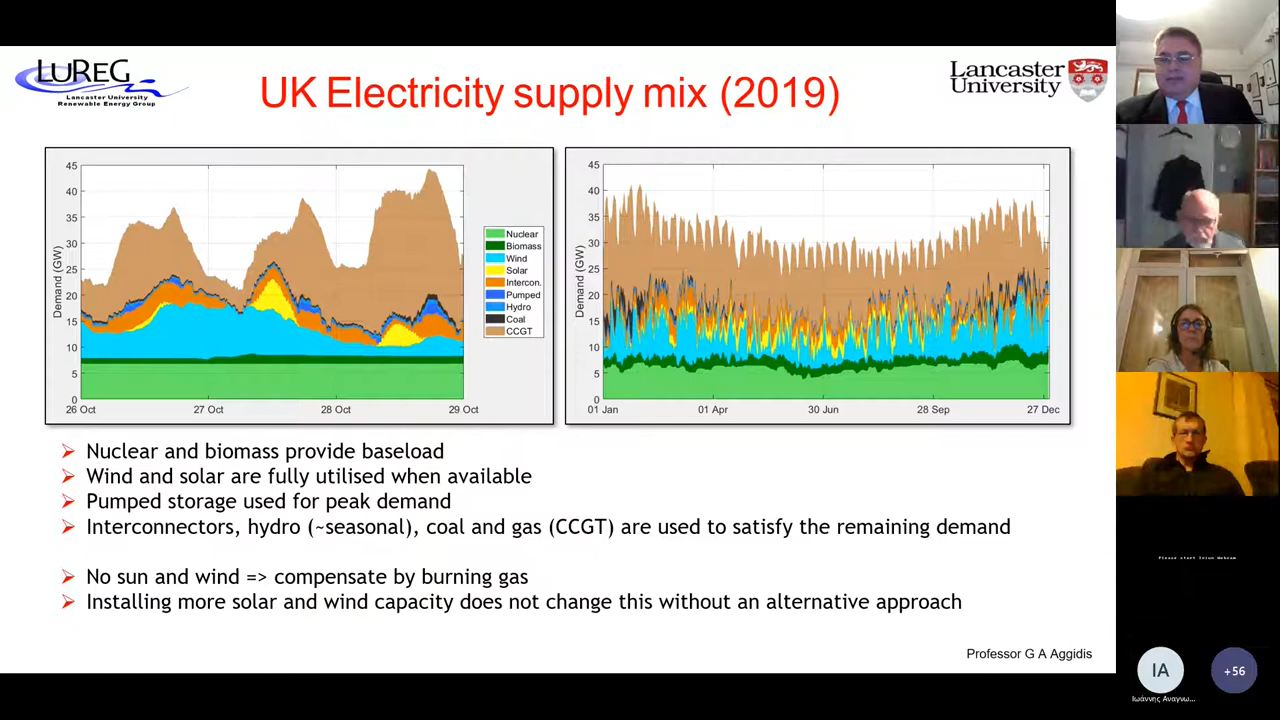 LUREG
Lancaster University
Renewable Energy Group
UK Electricity supply mix (2019)
Lancaster
University
45
40
35
30
25
20
15
10
5
0
Demand (GW)
26 Oct
27 Oct
28 Oct
29 Oct
Nuclear
Biomass
Wind
Solar
Intercon.
Pumped
Hydro
Coal
CCGT
45
40
35
30
25
20
15
10
5
0
Demand (GW)
01 Jan
01 Apr
30 Jun
28 Sep
27 Dec
Nuclear and biomass provide baseload
Wind and solar are fully utilised when available
Pumped storage used for peak demand
Interconnectors, hydro (~seasonal), coal and gas (CCGT) are used to satisfy the remaining demand
No sun and wind => compensate by burning gas
Installing more solar and wind capacity does not change this without an alternative approach
Professor G A Aggidis
Please start Iriun Webcam
IA
+56
Ιωάννης Αναγνω...